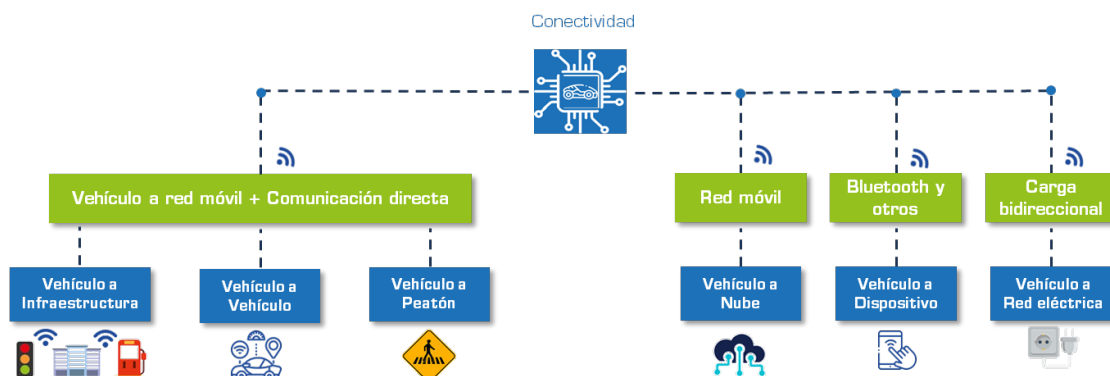 Conectividad
Vehículo a red móvil + Comunicación directa
Red móvil
Bluetooth y
otros
Carga
bidireccional
Vehículo a
Infraestructura
Vehículo a
Vehículo
Vehículo a
Peatón
Vehículo a
Nube
Vehículo a
Dispositivo
Vehículo a
Red eléctrica